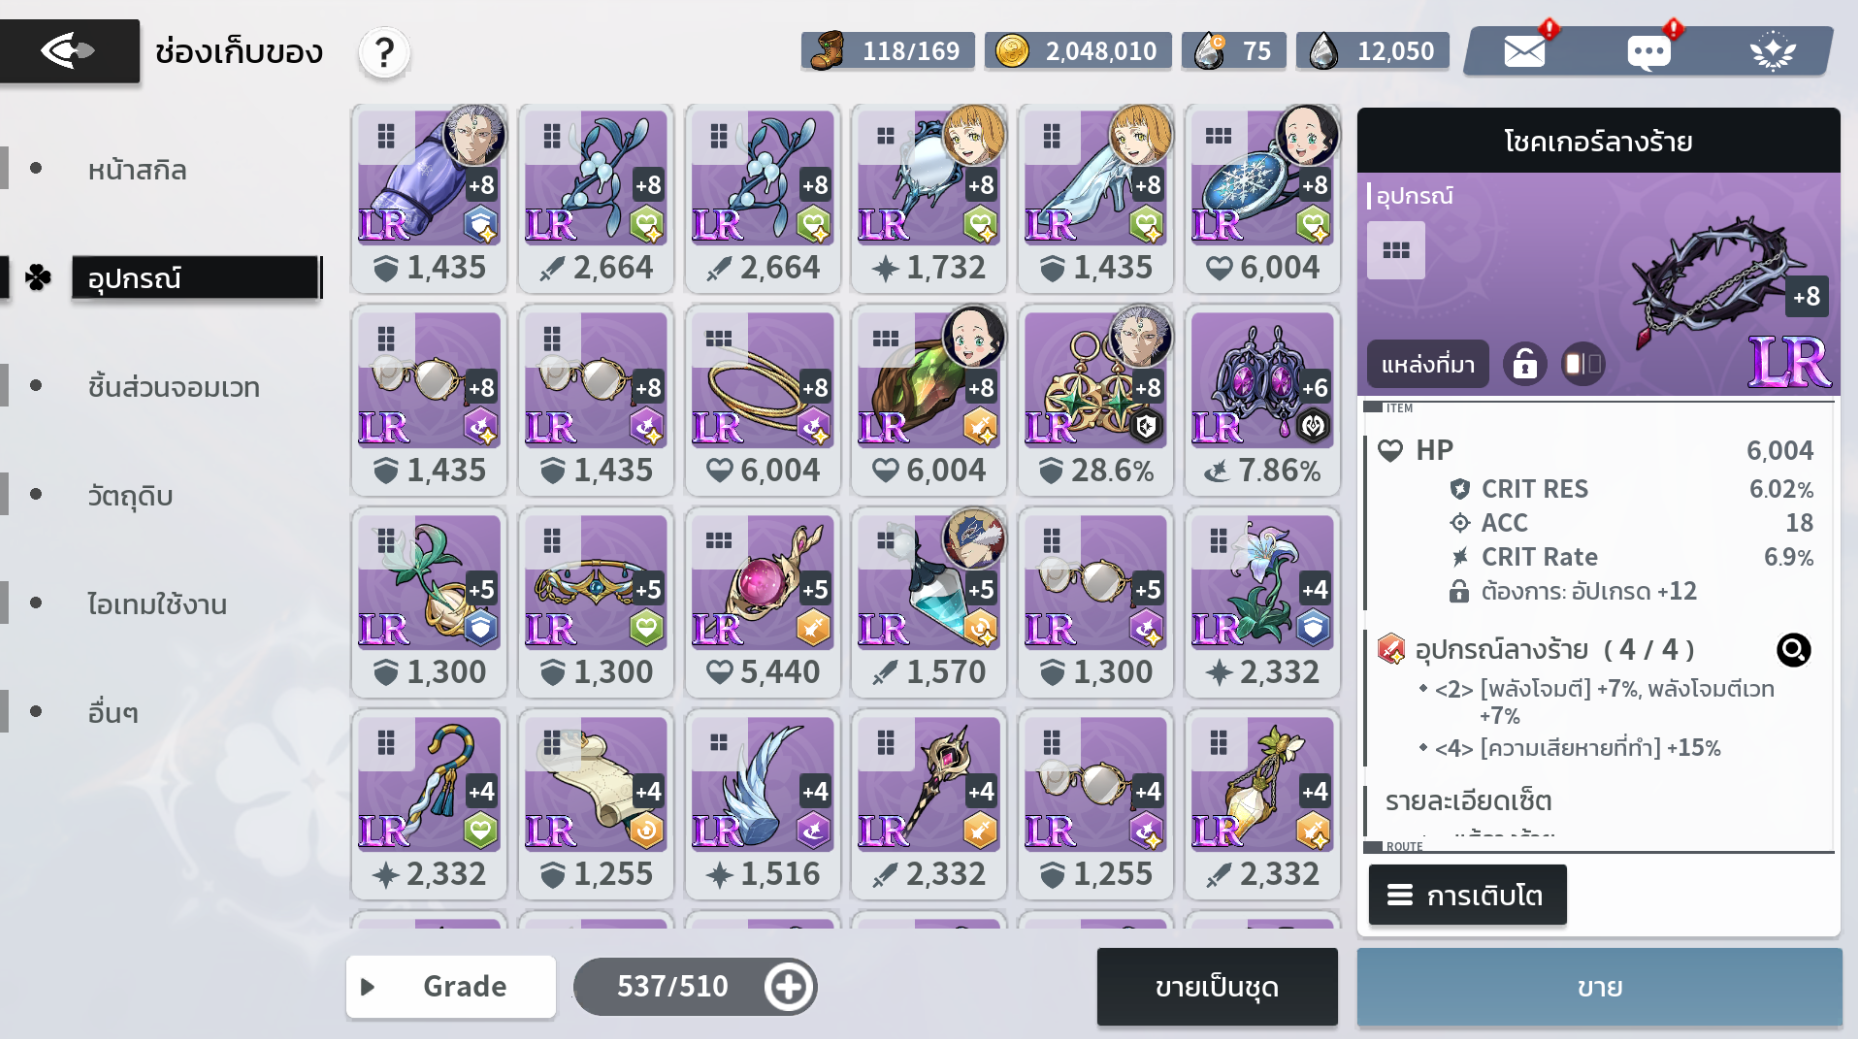 ช่องเก็บของ
?
118/169
2,048,010
75
12,050
หน้าสกิล
อุปกรณ์
ชิ้นส่วนจอมเวท
วัตถุดิบ
ไอเทมใช้งาน
อื่นๆ
+8 +8 +8 +8 +8 +8
LR LR LR LR LR LR
1,435 2,664 2,664 1,732 1,435 6,004
+8 +8 +8 +8 +8 +6
LR LR LR LR LR LR
1,435 1,435 6,004 6,004 28.6% 7.86%
+5 +5 +5 +5 +5 +4
LR LR LR LR LR LR
1,300 1,300 5,440 1,570 1,300 2,332
+4 +4 +4 +4 +4 +4
LR LR LR LR LR LR
2,332 1,255 1,516 2,332 1,255 2,332
Grade
537/510
ขายเป็นชุด
โชคเกอร์ลางร้าย
อุปกรณ์
+8
แหล่งที่มา
LR
ITEM
HP 6,004
CRIT RES 6.02%
ACC 18
CRIT Rate 6.9%
ต้องการ: อัปเกรด +12
อุปกรณ์ลางร้าย ( 4 / 4 )
<2> [พลังโจมตี] +7%, พลังโจมตีเวท
+7%
<4> [ความเสียหายที่ทำ] +15%
รายละเอียดเซ็ต
ROUTE
การเติบโต
ขาย